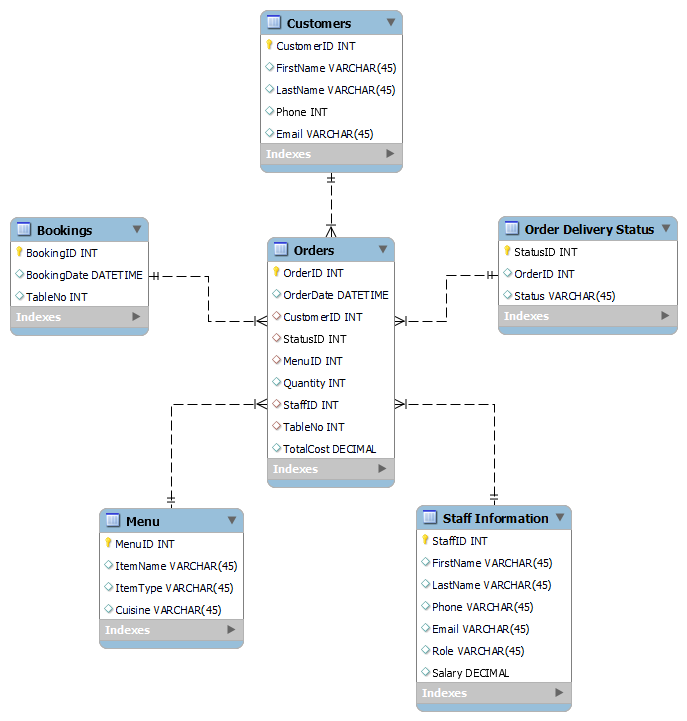 Customers
CustomerID INT
FirstName VARCHAR(45)
LastName VARCHAR(45)
Phone INT
Email VARCHAR(45)
Indexes
Bookings
BookingID INT
BookingDate DATETIME
TableNo INT
Indexes
Orders
OrderID INT
OrderDate DATETIME
CustomerID INT
StatusID INT
MenuID INT
Quantity INT
StaffID INT
TableNo INT
TotalCost DECIMAL
Indexes
Order Delivery Status
StatusID INT
OrderID INT
Status VARCHAR(45)
Indexes
Menu
MenuID INT
ItemName VARCHAR(45)
ItemType VARCHAR(45)
Cuisine VARCHAR(45)
Indexes
Staff Information
StaffID INT
FirstName VARCHAR(45)
LastName VARCHAR(45)
Phone VARCHAR(45)
Email VARCHAR(45)
Role VARCHAR(45)
Salary DECIMAL
Indexes